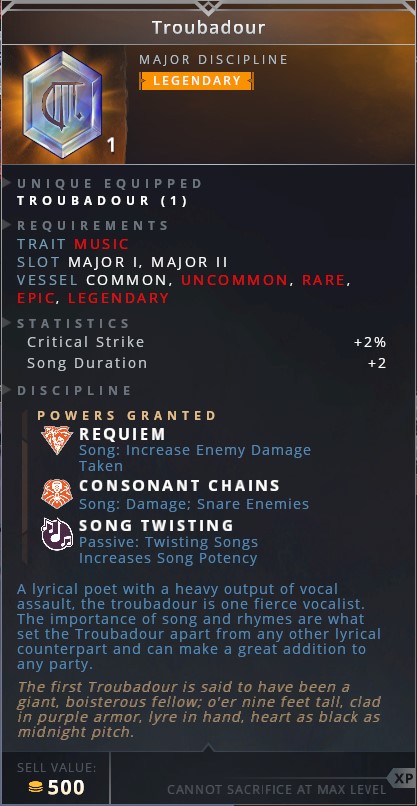 Troubadour
MAJOR DISCIPLINE
LEGENDARY
1
UNIQUE EQUIPPED
TROUBADOUR (1)
REQUIREMENTS
TRAIT MUSIC
SLOT MAJOR I, MAJOR II
VESSEL COMMON, UNCOMMON, RARE,
EPIC, LEGENDARY
STATISTICS
Critical Strike +2%
Song Duration +2
DISCIPLINE
POWERS GRANTED
REQUIEM
Song: Increase Enemy Damage
Taken
CONSONANT CHAINS
Song: Damage; Snare Enemies
SONG TWISTING
Passive: Twisting Songs
Increases Song Potency
A lyrical poet with a heavy output of vocal
assault, the troubadour is one fierce vocalist.
The importance of song and rhymes are what
set the Troubadour apart from any other lyrical
counterpart and can make a great addition to
any party.
The first Troubadour is said to have been a
giant, boisterous fellow; o'er nine feet tall, clad
in purple armor, lyre in hand, heart as black as
midnight pitch.
SELL VALUE:
500
XP
CANNOT SACRIFICE AT MAX LEVEL